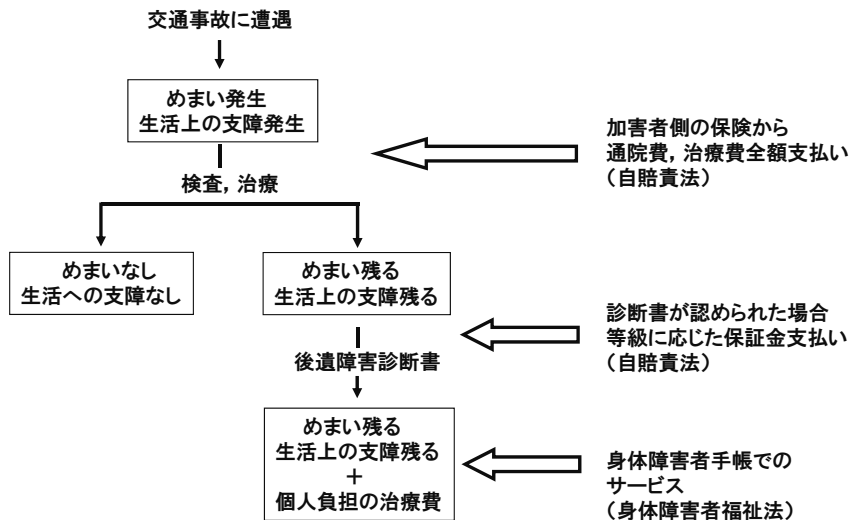 交通事故に遭遇
めまい発生
生活上の支障発生
加害者側の保険から
通院費，治療費全額支払い
（自賠責法）
検査，治療
めまいなし
生活への支障なし
めまい残る
生活上の支障残る
診断書が認められた場合
等級に応じた保証金支払い
（自賠責法）
後遺障害診断書
めまい残る
生活上の支障残る
＋
個人負担の治療費
身体障害者手帳での
サービス
（身体障害者福祉法）